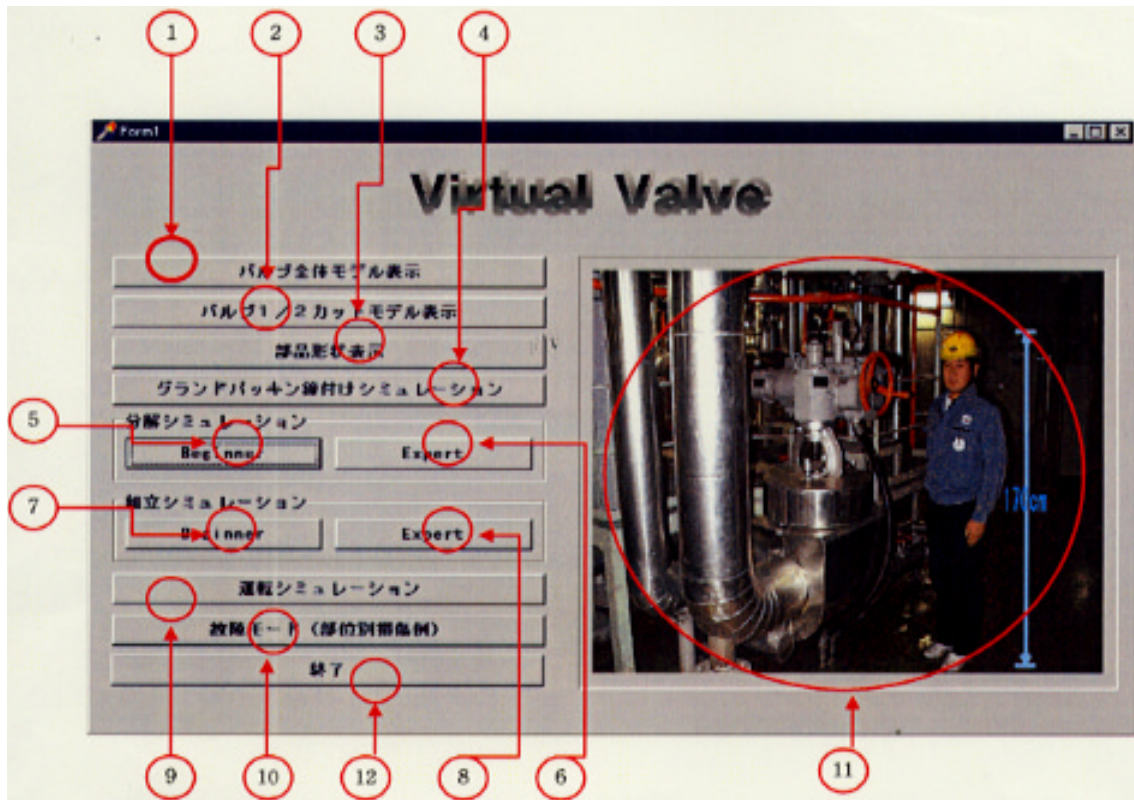 1 2 3 4
Form1
Virtual Valve
バルブ全体モデル表示
バルブ1/2カットモデル表示
部品形状表示
グランドパッキン締付けシミュレーション
5
分解シミュレーション
Beginner Expert
7
組立シミュレーション
Beginner Expert
運転シミュレーション
故障モード(部位別損傷例)
終了
170cm
9 10 12 8 6 11